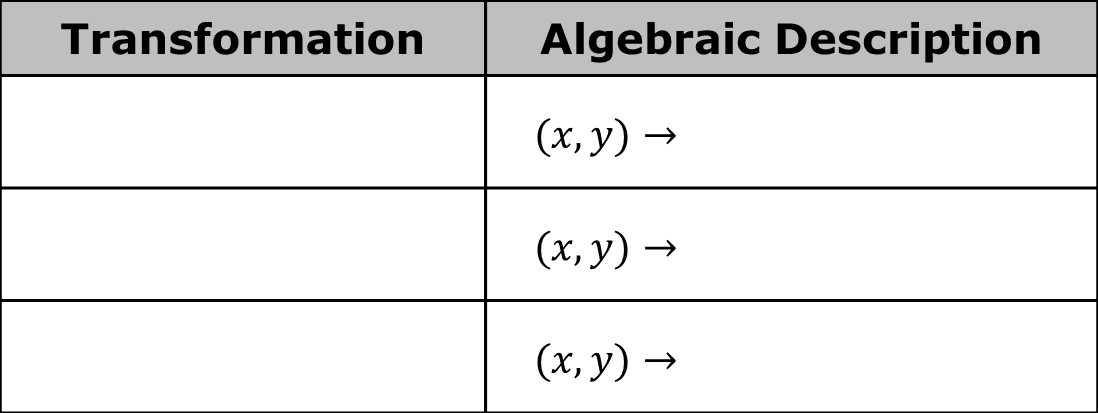 Transformation Algebraic Description
(x, y) →
(x, y) →
(x, y) →